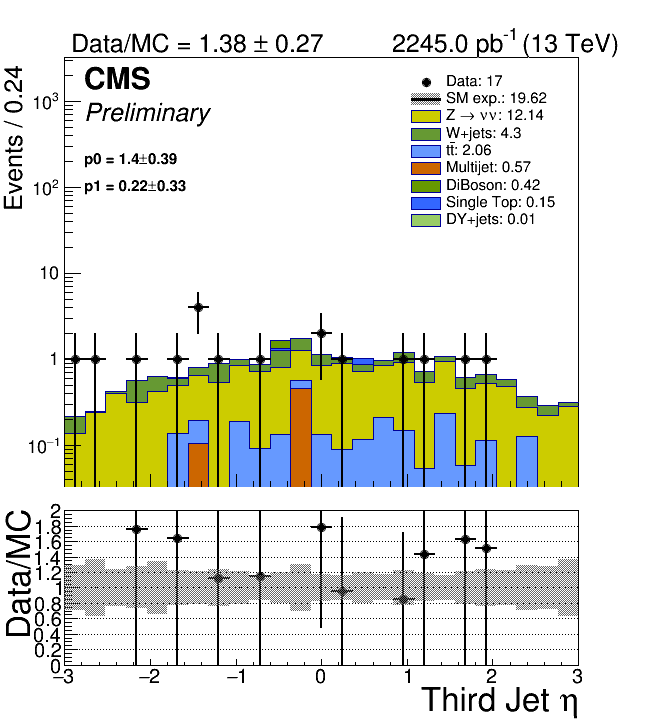 Data/MC = 1.38 ± 0.27
2245.0 pb⁻¹ (13 TeV)
CMS
Preliminary
p0 = 1.4±0.39
p1 = 0.22±0.33
Data: 17
SM exp.: 19.62
Z → νν: 12.14
W+jets: 4.3
tt̄: 2.06
Multijet: 0.57
DiBoson: 0.42
Single Top: 0.15
DY+jets: 0.01
Events / 0.24
10³
10²
10
1
10⁻¹
Data/MC
2
1.8
1.6
1.4
1.2
1
0.8
0.6
0.4
0.2
0
−3 −2 −1 0 1 2 3
Third Jet η